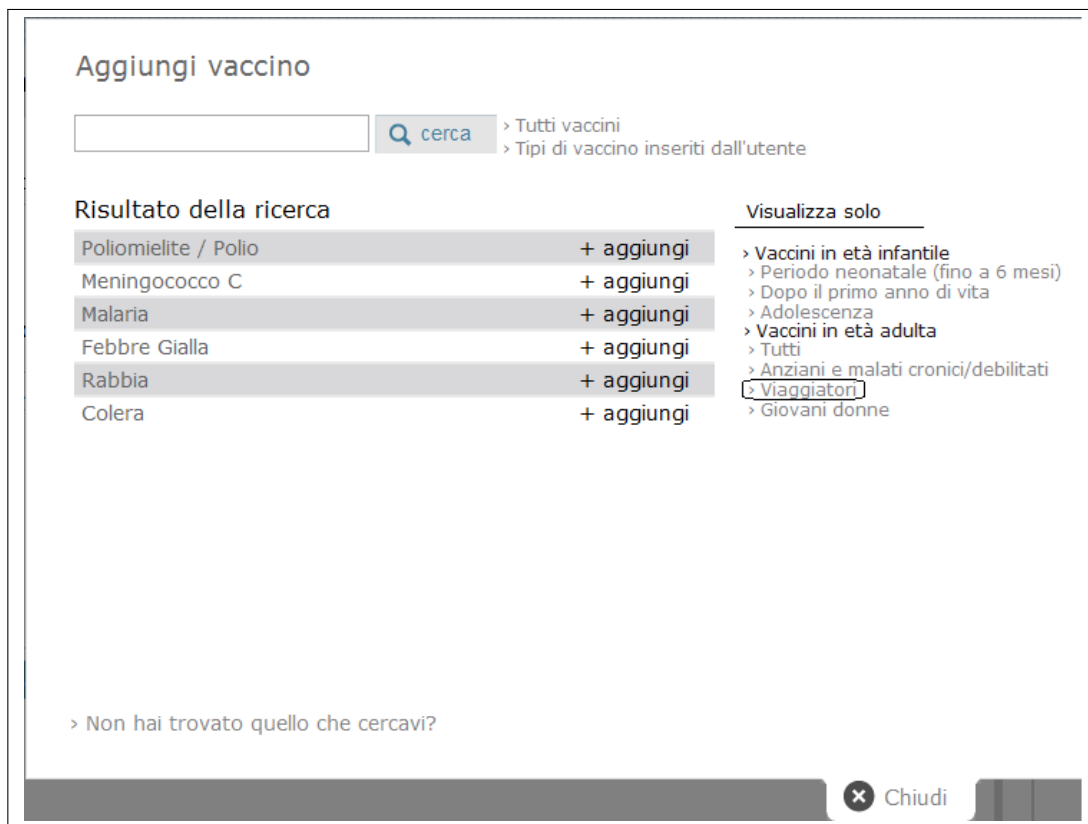 Aggiungi vaccino
cerca
› Tutti vaccini
› Tipi di vaccino inseriti dall'utente
Risultato della ricerca
Poliomielite / Polio + aggiungi
Meningococco C + aggiungi
Malaria + aggiungi
Febbre Gialla + aggiungi
Rabbia + aggiungi
Colera + aggiungi
Visualizza solo
› Vaccini in età infantile
› Periodo neonatale (fino a 6 mesi)
› Dopo il primo anno di vita
› Adolescenza
› Vaccini in età adulta
› Tutti
› Anziani e malati cronici/debilitati
› Viaggiatori
› Giovani donne
› Non hai trovato quello che cercavi?
Chiudi